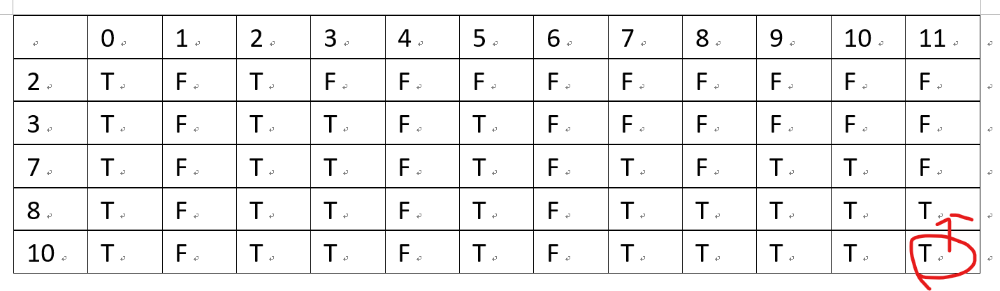 0 1 2 3 4 5 6 7 8 9 10 11
2 T F T F F F F F F F F F
3 T F T T F T F F F F F F
7 T F T T F T F T F T T F
8 T F T T F T F T T T T T
10 T F T T F T F T T T T T